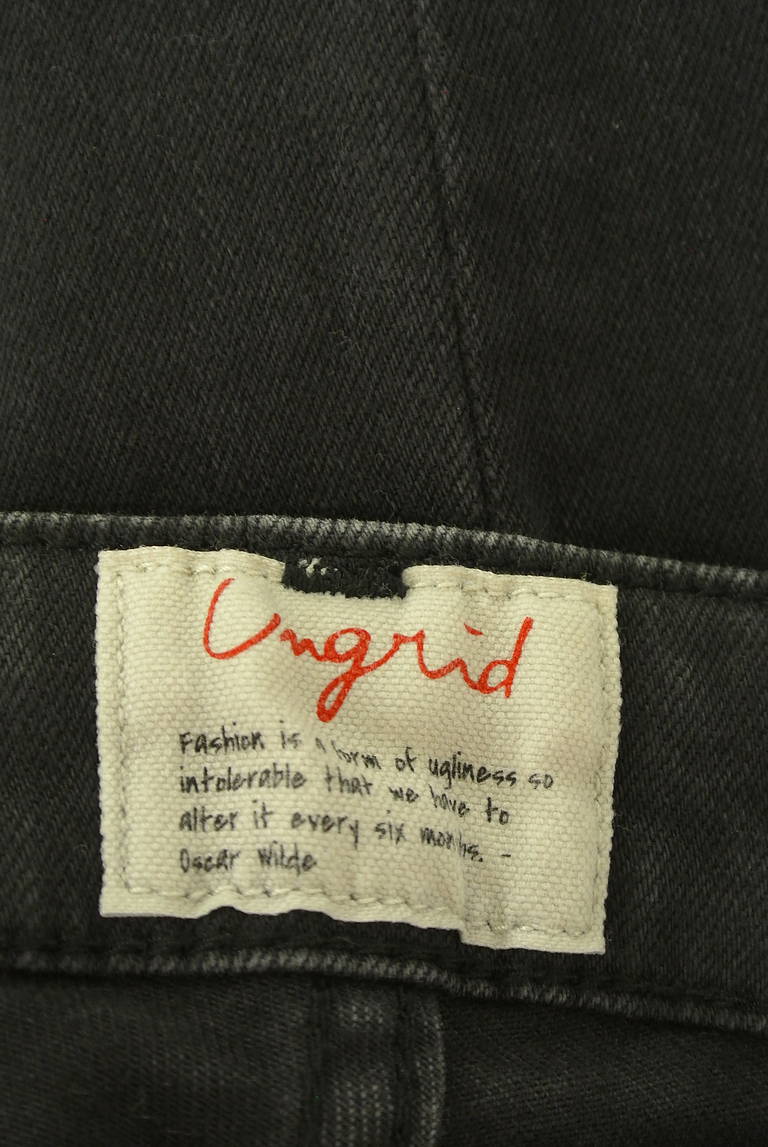 Ungrid
Fashion is a form of ugliness so
intolerable that we have to
alter it every six months. -
Oscar Wilde